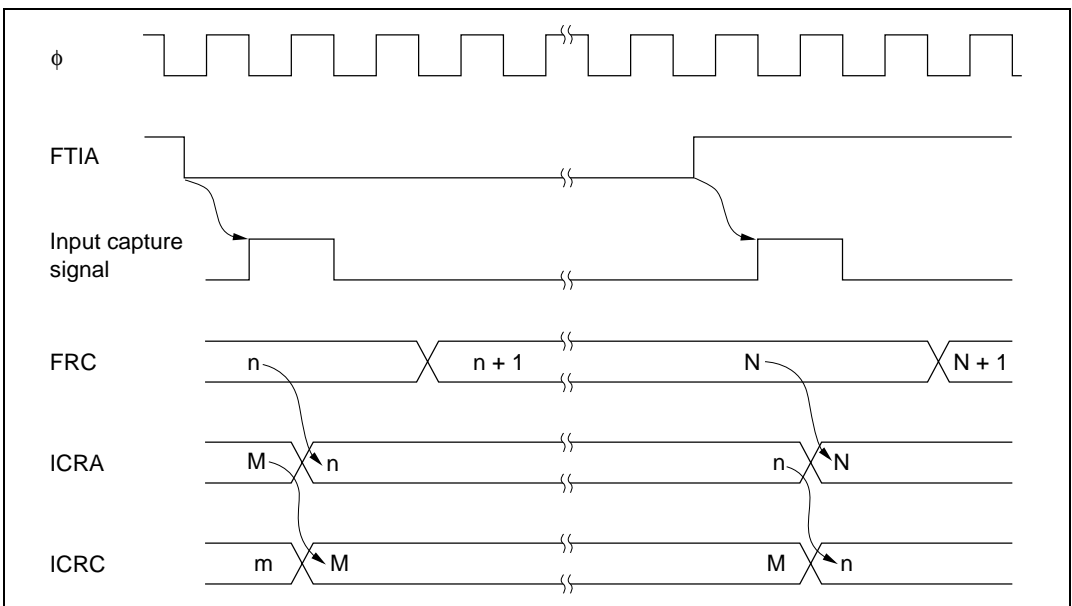 ϕ
FTIA
Input capture
signal
FRC
n
n + 1
N
N + 1
ICRA
M
n
n
N
ICRC
m
M
M
n